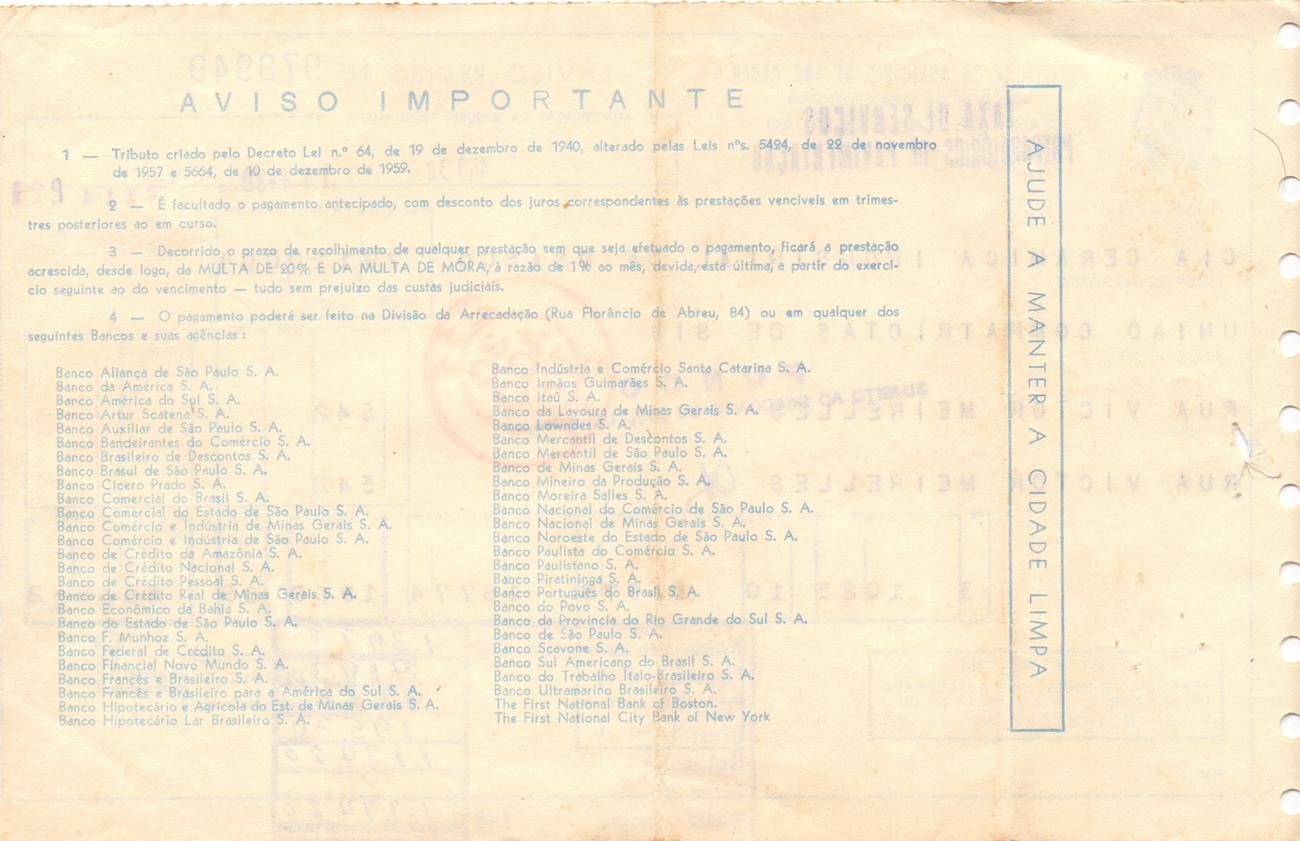 AVISO IMPORTANTE
1 — Tributo criado pelo Decreto Lei n.º 64, de 19 de dezembro de 1940, alterado pelas Leis nºs. 5424, de 22 de novembro
de 1957 e 5664, de 10 de dezembro de 1959.
2 — É facultado o pagamento antecipado, com desconto dos juros correspondentes às prestações vencíveis em trimes-
tres posteriores ao em curso.
3 — Decorrido o prazo de recolhimento de qualquer prestação sem que seja efetuado o pagamento, ficará a prestação
acrescida, desde logo, da MULTA DE 20% E DA MULTA DE MÓRA, à razão de 1% ao mês, devida, esta última, a partir do exercí-
cio seguinte ao do vencimento — tudo sem prejuizo das custas judiciais.
4 — O pagamento poderá ser feito na Divisão da Arrecadação (Rua Florâncio de Abreu, 84) ou em qualquer dos
seguintes Bancos e suas agências :
Banco Aliança de São Paulo S. A.
Banco da América S. A.
Banco América do Sul S. A.
Banco Artur Scatena S. A.
Banco Auxiliar de São Paulo S. A.
Banco Bandeirantes do Comércio S. A.
Banco Brasileiro de Descontos S. A.
Banco Brasul de São Paulo S. A.
Banco Cícero Prado S. A.
Banco Comercial do Brasil S. A.
Banco Comercial do Estado de São Paulo S. A.
Banco Comércio e Indústria de Minas Gerais S. A.
Banco Comércio e Indústria de São Paulo S. A.
Banco de Crédito da Amazônia S. A.
Banco de Crédito Nacional S. A.
Banco de Crédito Pessoal S. A.
Banco de Crédito Real de Minas Gerais S. A.
Banco Econômico da Bahia S. A.
Banco do Estado de São Paulo S. A.
Banco F. Munhoz S. A.
Banco Federal de Crédito S. A.
Banco Financial Novo Mundo S. A.
Banco Francês e Brasileiro S. A.
Banco Francês e Brasileiro para a América do Sul S. A.
Banco Hipotecário e Agrícola do Est. de Minas Gerais S. A.
Banco Hipotecário Lar Brasileiro S. A.
Banco Indústria e Comércio Santa Catarina S. A.
Banco Irmãos Guimarães S. A.
Banco Itaú S. A.
Banco da Lavoura de Minas Gerais S. A.
Banco Lowndes S. A.
Banco Mercantil de Descontos S. A.
Banco Mercantil de São Paulo S. A.
Banco de Minas Gerais S. A.
Banco Mineiro da Produção S. A.
Banco Moreira Salles S. A.
Banco Nacional do Comércio de São Paulo S. A.
Banco Nacional de Minas Gerais S. A.
Banco Noroeste do Estado de São Paulo S. A.
Banco Paulista do Comércio S. A.
Banco Paulistano S. A.
Banco Piratininga S. A.
Banco Português do Brasil S. A.
Banco do Povo S. A.
Banco da Provincia do Rio Grande do Sul S. A.
Banco de São Paulo S. A.
Banco Scavone S. A.
Banco Sul Americano do Brasil S. A.
Banco do Trabalho Ítalo-Brasileiro S. A.
Banco Ultramarino Brasileiro S. A.
The First National Bank of Boston.
The First National City Bank of New York
AJUDE A MANTER A CIDADE LIMPA